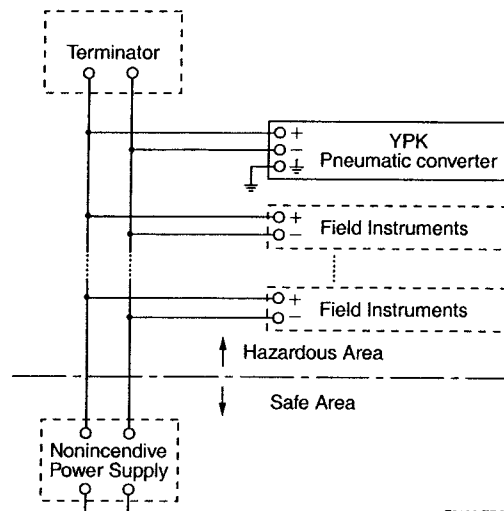 Terminator
+
YPK
−
Pneumatic converter
+
Field Instruments
−
+
Field Instruments
−
Hazardous Area
Safe Area
Nonincendive
Power Supply